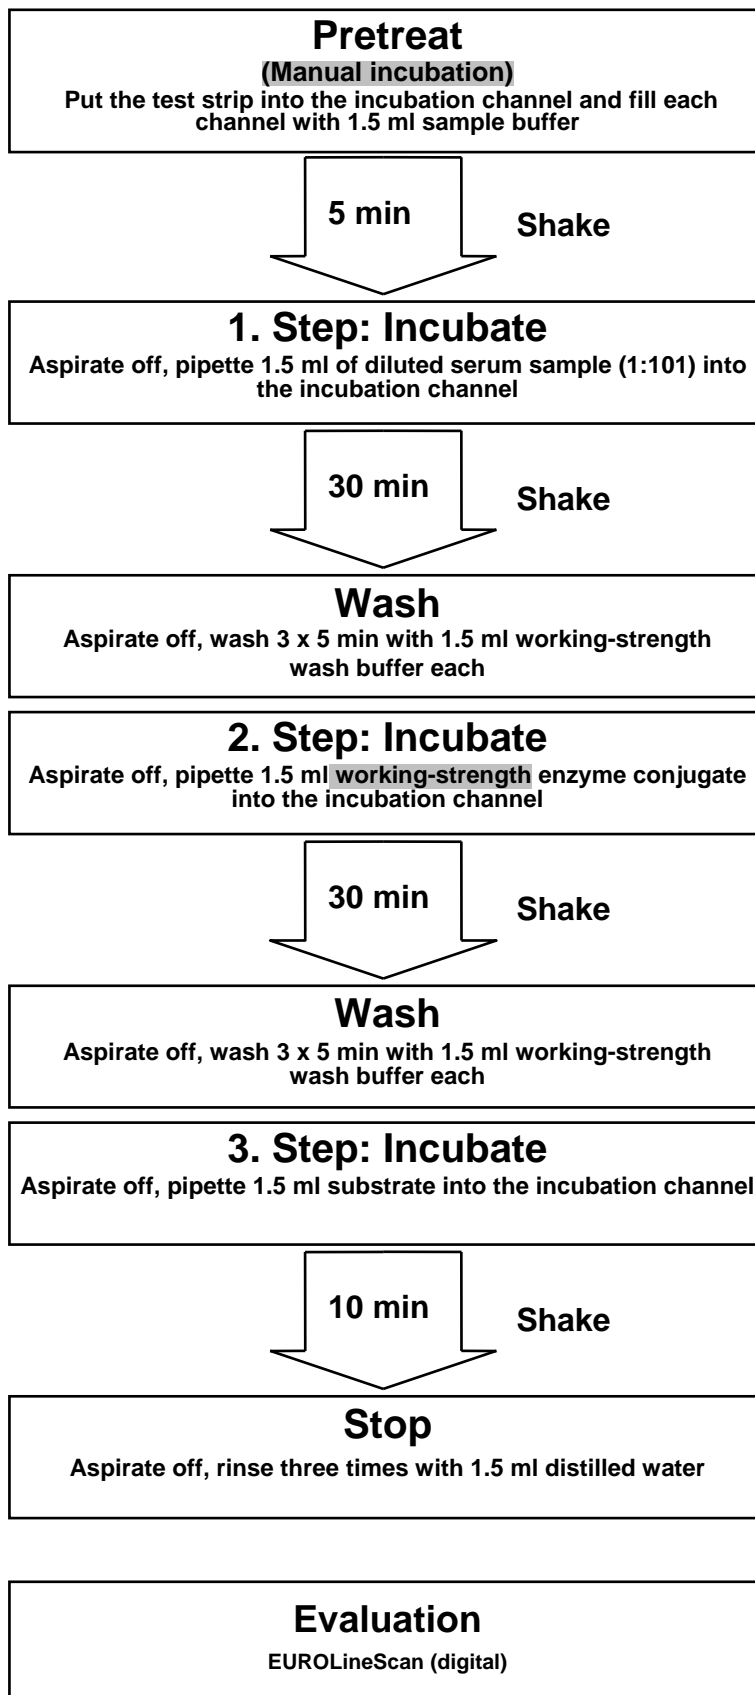 Pretreat
(Manual incubation)
Put the test strip into the incubation channel and fill each
channel with 1.5 ml sample buffer
5 min
Shake
1. Step: Incubate
Aspirate off, pipette 1.5 ml of diluted serum sample (1:101) into
the incubation channel
30 min
Shake
Wash
Aspirate off, wash 3 x 5 min with 1.5 ml working-strength
wash buffer each
2. Step: Incubate
Aspirate off, pipette 1.5 ml working-strength enzyme conjugate
into the incubation channel
30 min
Shake
Wash
Aspirate off, wash 3 x 5 min with 1.5 ml working-strength
wash buffer each
3. Step: Incubate
Aspirate off, pipette 1.5 ml substrate into the incubation channel
10 min
Shake
Stop
Aspirate off, rinse three times with 1.5 ml distilled water
Evaluation
EUROLineScan (digital)